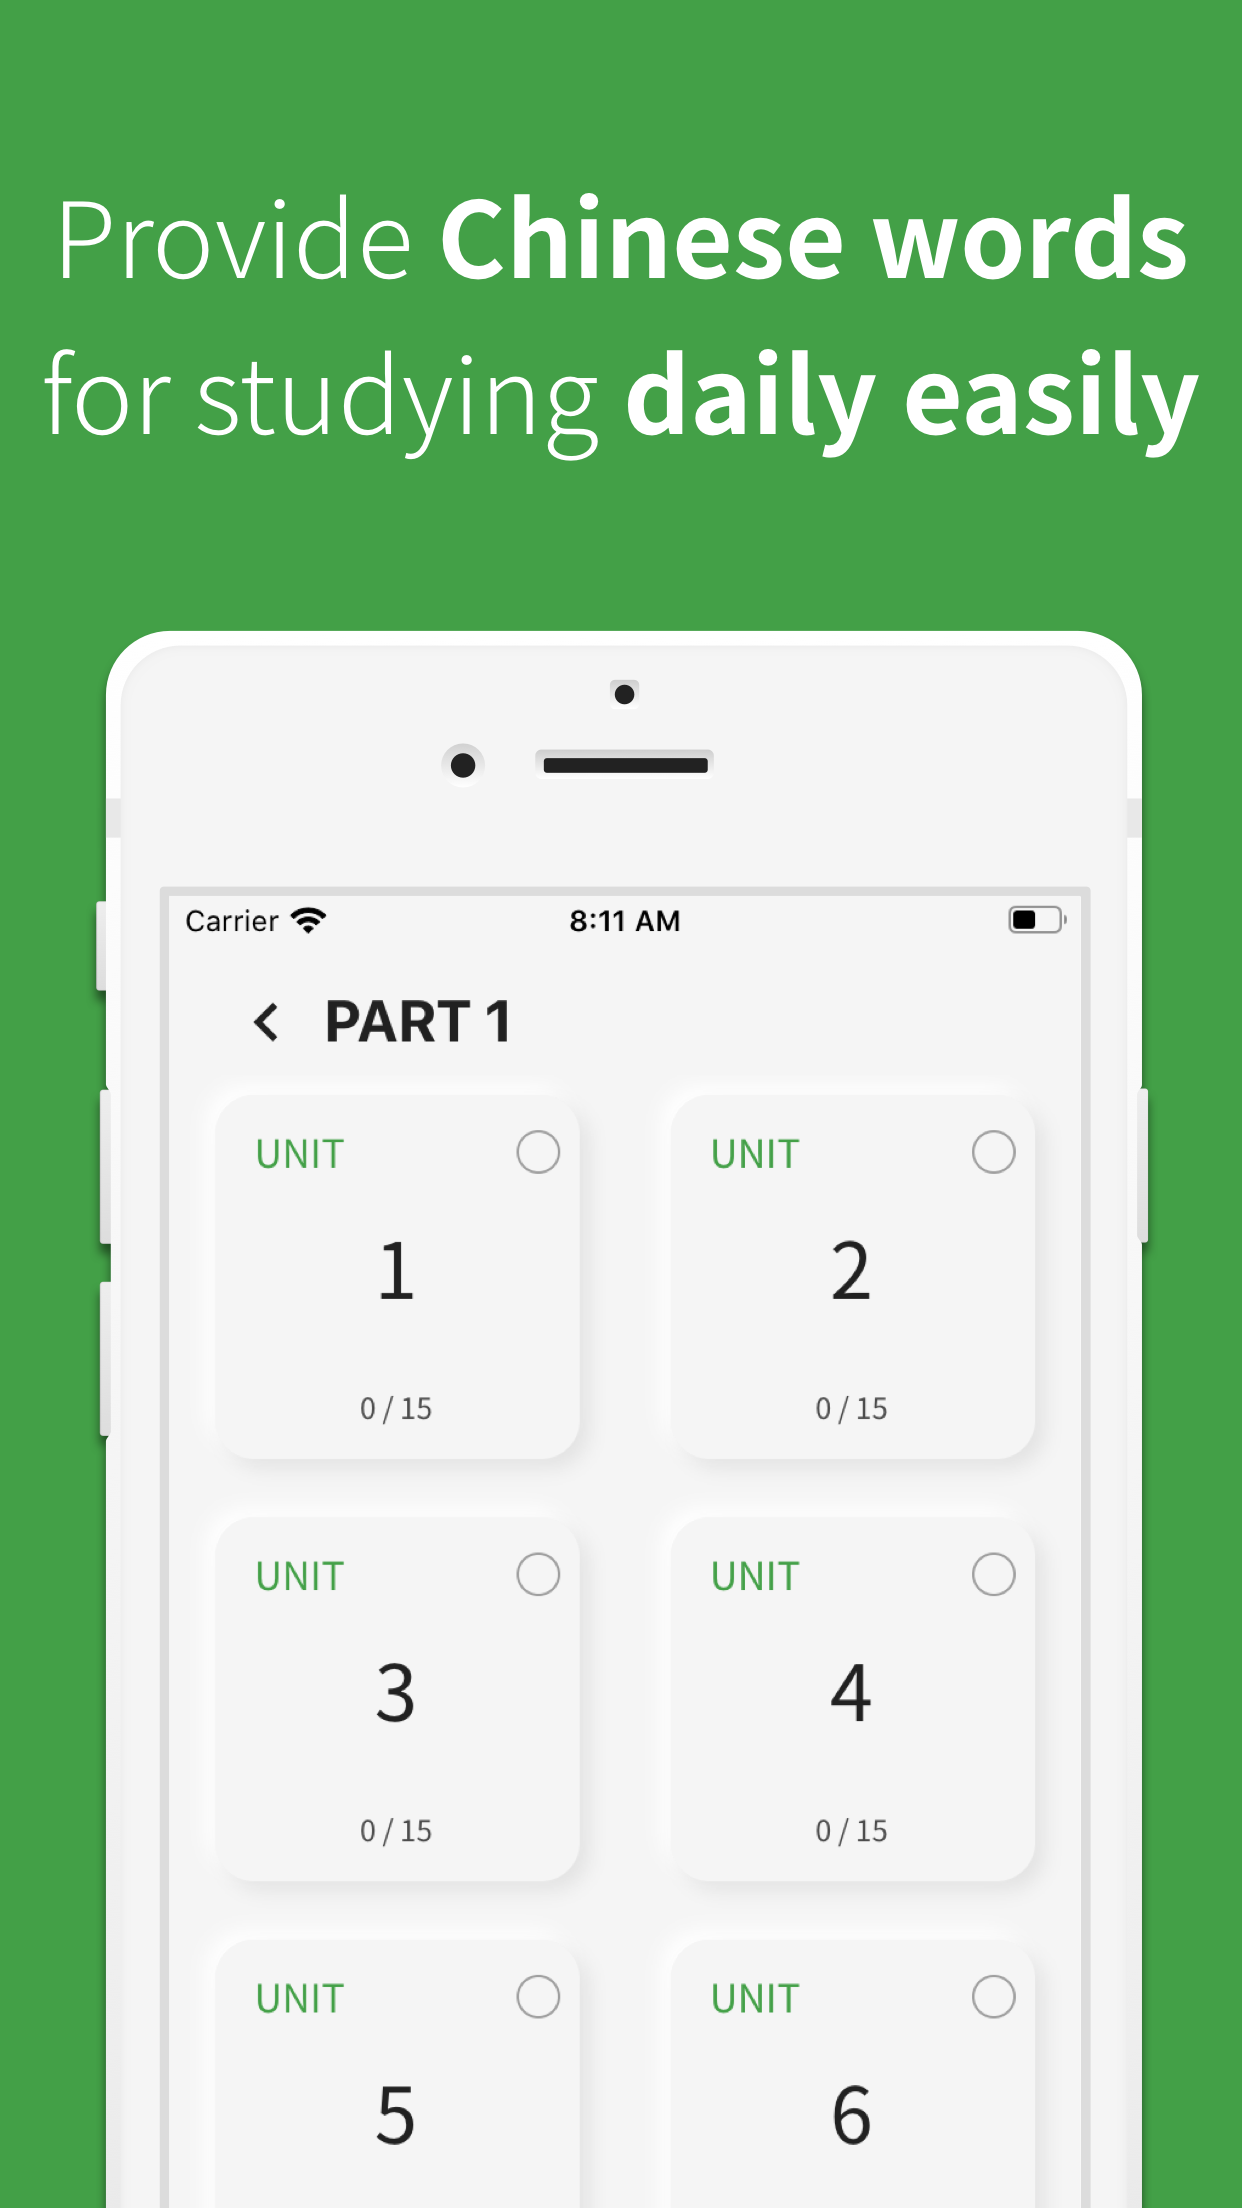 Provide Chinese words
for studying daily easily
Carrier 8:11 AM
PART 1
UNIT UNIT
1 2
0 / 15 0 / 15
UNIT UNIT
3 4
0 / 15 0 / 15
UNIT UNIT
5 6